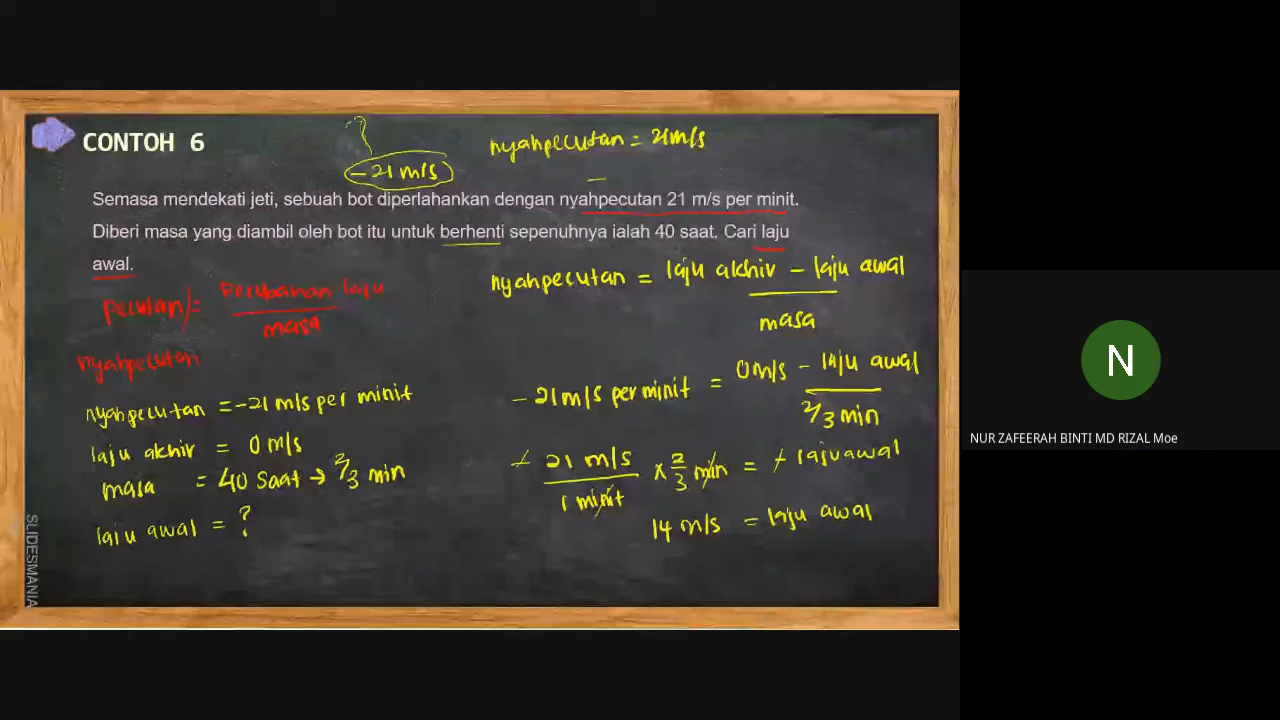 CONTOH 6
?
nyahpecutan = 21 m/s
- 21 m/s
Semasa mendekati jeti, sebuah bot diperlahankan dengan nyahpecutan 21 m/s per minit.
Diberi masa yang diambil oleh bot itu untuk berhenti sepenuhnya ialah 40 saat. Cari laju
awal.
pecutan = perubahan laju / masa
nyahpecutan
nyahpecutan = -21 m/s per minit
laju akhir = 0 m/s
masa = 40 saat → 2/3 min
laju awal = ?
nyahpecutan = laju akhir - laju awal
masa
- 21 m/s per minit = 0 m/s - laju awal
2/3 min
- 21 m/s / 1 minit × 2/3 min = - laju awal
14 m/s = laju awal
SLIDESMANIA
N
NUR ZAFEERAH BINTI MD RIZAL Moe